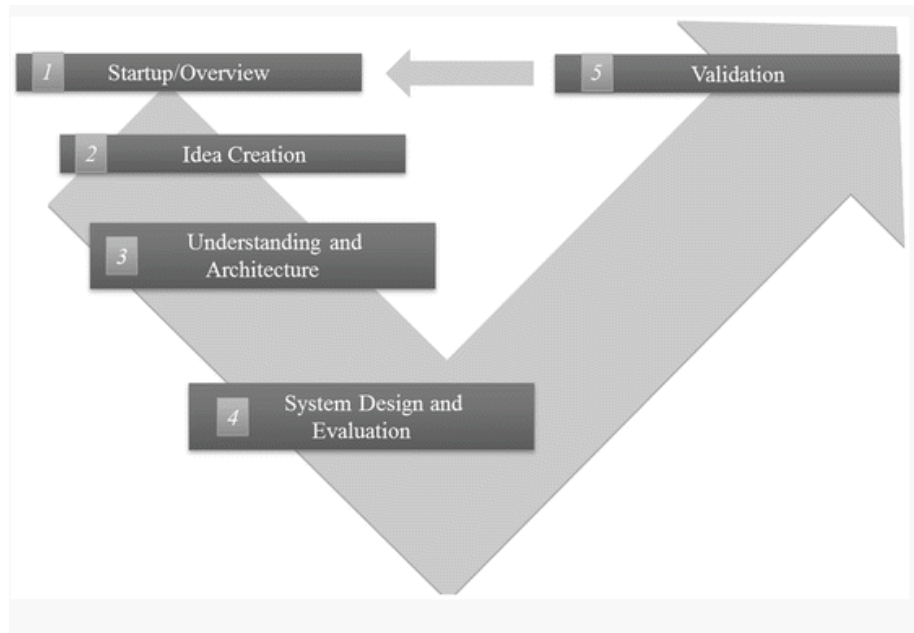 1 Startup/Overview
5 Validation
2 Idea Creation
3 Understanding and
Architecture
4 System Design and
Evaluation